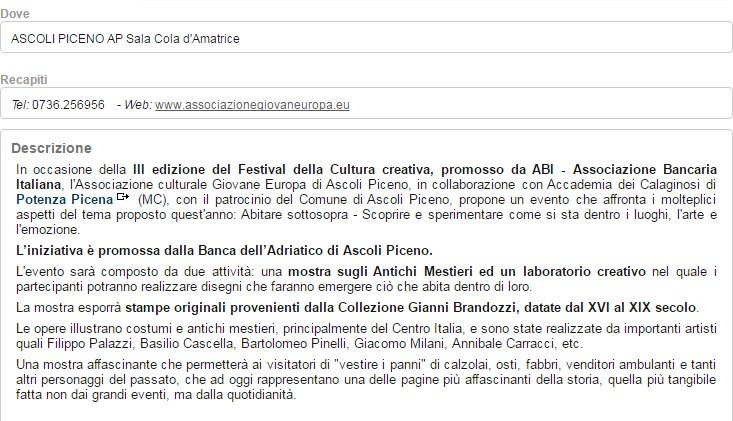 Dove
ASCOLI PICENO AP Sala Cola d'Amatrice
Recapiti
Tel: 0736.256956 - Web: www.associazionegiovaneuropa.eu
Descrizione
In occasione della III edizione del Festival della Cultura creativa, promosso da ABI - Associazione Bancaria
Italiana, l'Associazione culturale Giovane Europa di Ascoli Piceno, in collaborazione con Accademia dei Calaginosi di
Potenza Picena (MC), con il patrocinio del Comune di Ascoli Piceno, propone un evento che affronta i molteplici
aspetti del tema proposto quest'anno: Abitare sottosopra - Scoprire e sperimentare come si sta dentro i luoghi, l'arte e
l'emozione.
L'iniziativa è promossa dalla Banca dell'Adriatico di Ascoli Piceno.
L'evento sarà composto da due attività: una mostra sugli Antichi Mestieri ed un laboratorio creativo nel quale i
partecipanti potranno realizzare disegni che faranno emergere ciò che abita dentro di loro.
La mostra esporrà stampe originali provenienti dalla Collezione Gianni Brandozzi, datate dal XVI al XIX secolo.
Le opere illustrano costumi e antichi mestieri, principalmente del Centro Italia, e sono state realizzate da importanti artisti
quali Filippo Palazzi, Basilio Cascella, Bartolomeo Pinelli, Giacomo Milani, Annibale Carracci, etc.
Una mostra affascinante che permetterà ai visitatori di "vestire i panni" di calzolai, osti, fabbri, venditori ambulanti e tanti
altri personaggi del passato, che ad oggi rappresentano una delle pagine più affascinanti della storia, quella più tangibile
fatta non dai grandi eventi, ma dalla quotidianità.